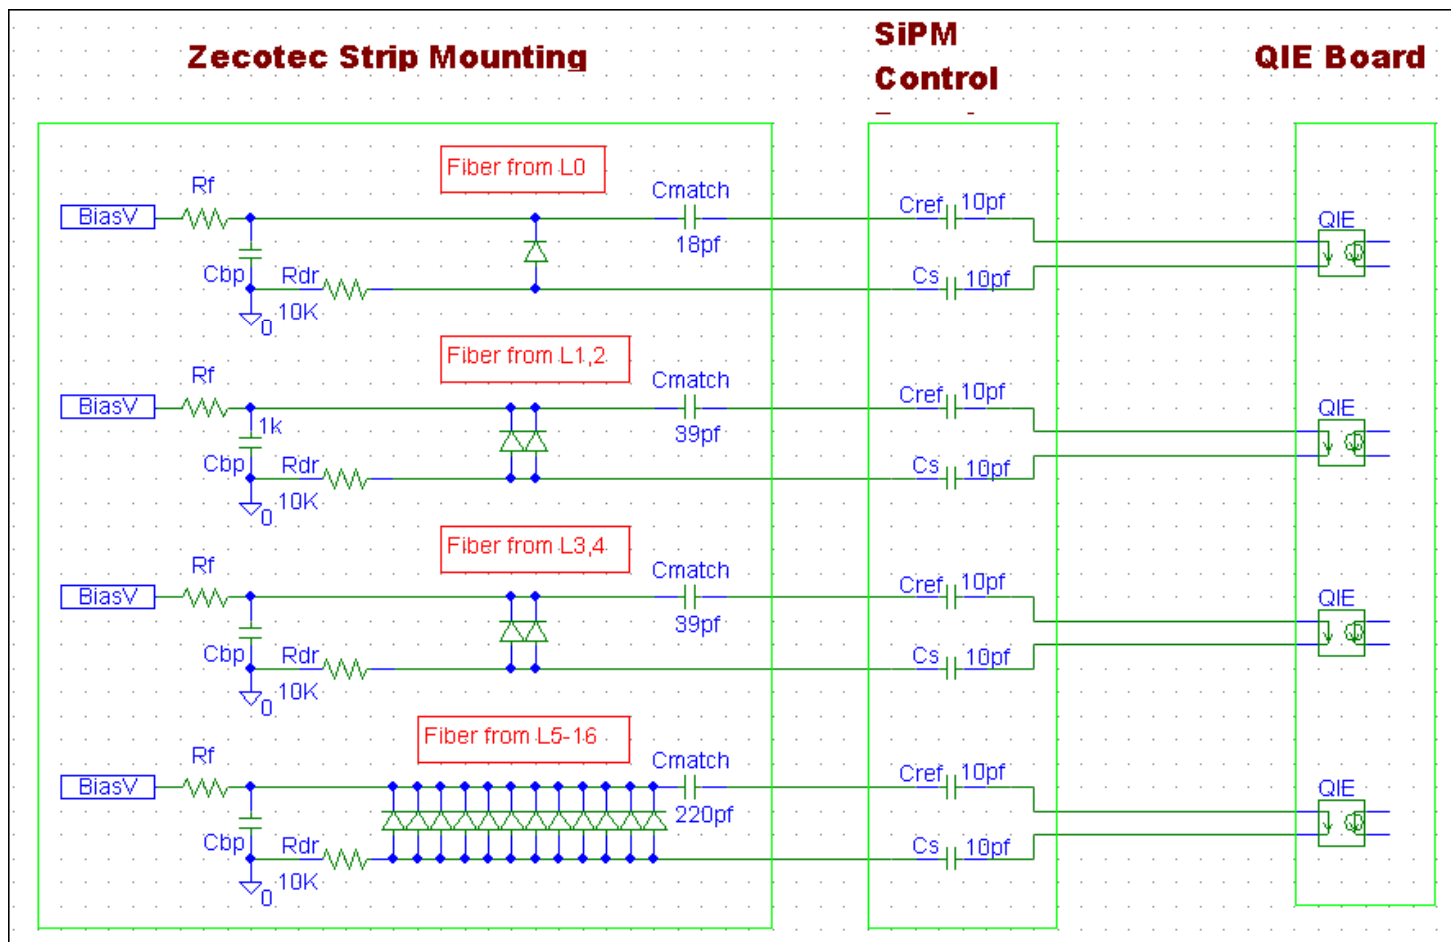 Zecotec Strip Mounting
SiPM
Control
QIE Board
Fiber from L0
Rf
BiasV
Cmatch
18pf
Cref
10pf
QIE
Cbp
Rdr
10K
0
Cs
10pf
Fiber from L1,2
Rf
BiasV
1k
Cmatch
39pf
Cref
10pf
QIE
Cbp
Rdr
10K
0
Cs
10pf
Fiber from L3,4
Rf
BiasV
Cmatch
39pf
Cref
10pf
QIE
Cbp
Rdr
10K
0
Cs
10pf
Fiber from L5-16
Rf
BiasV
Cmatch
220pf
Cref
10pf
QIE
Cbp
Rdr
10K
0
Cs
10pf